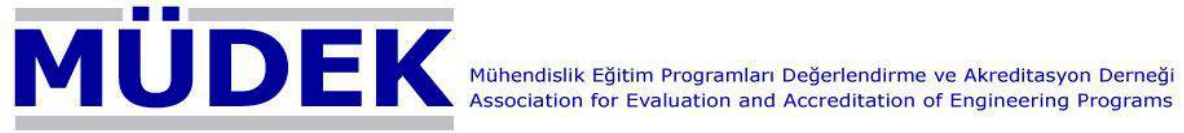 MÜDEK
Mühendislik Eğitim Programları Değerlendirme ve Akreditasyon Derneği
Association for Evaluation and Accreditation of Engineering Programs